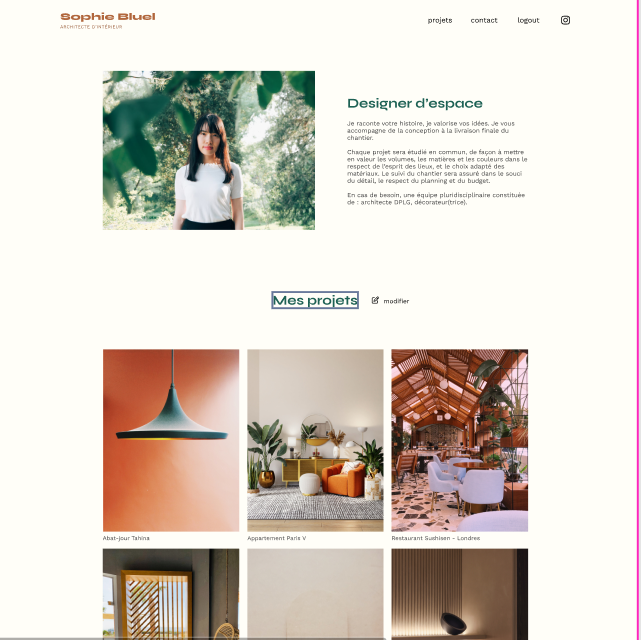 Sophie Bluel
ARCHITECTE D'INTÉRIEUR
projets
contact
logout
Designer d'espace
Je raconte votre histoire, je valorise vos idées. Je vous
accompagne de la conception à la livraison finale du
chantier.
Chaque projet sera étudié en commun, de façon à mettre
en valeur les volumes, les matières et les couleurs dans le
respect de l'esprit des lieux, et le choix adapté des
matériaux. Le suivi du chantier sera assuré dans le souci
du détail, le respect du planning et du budget.
En cas de besoin, une équipe pluridisciplinaire constituée
de : architecte DPLG, décorateur(trice).
Mes projets
modifier
Abat-jour Tahina
Appartement Paris V
Restaurant Sushisen - Londres